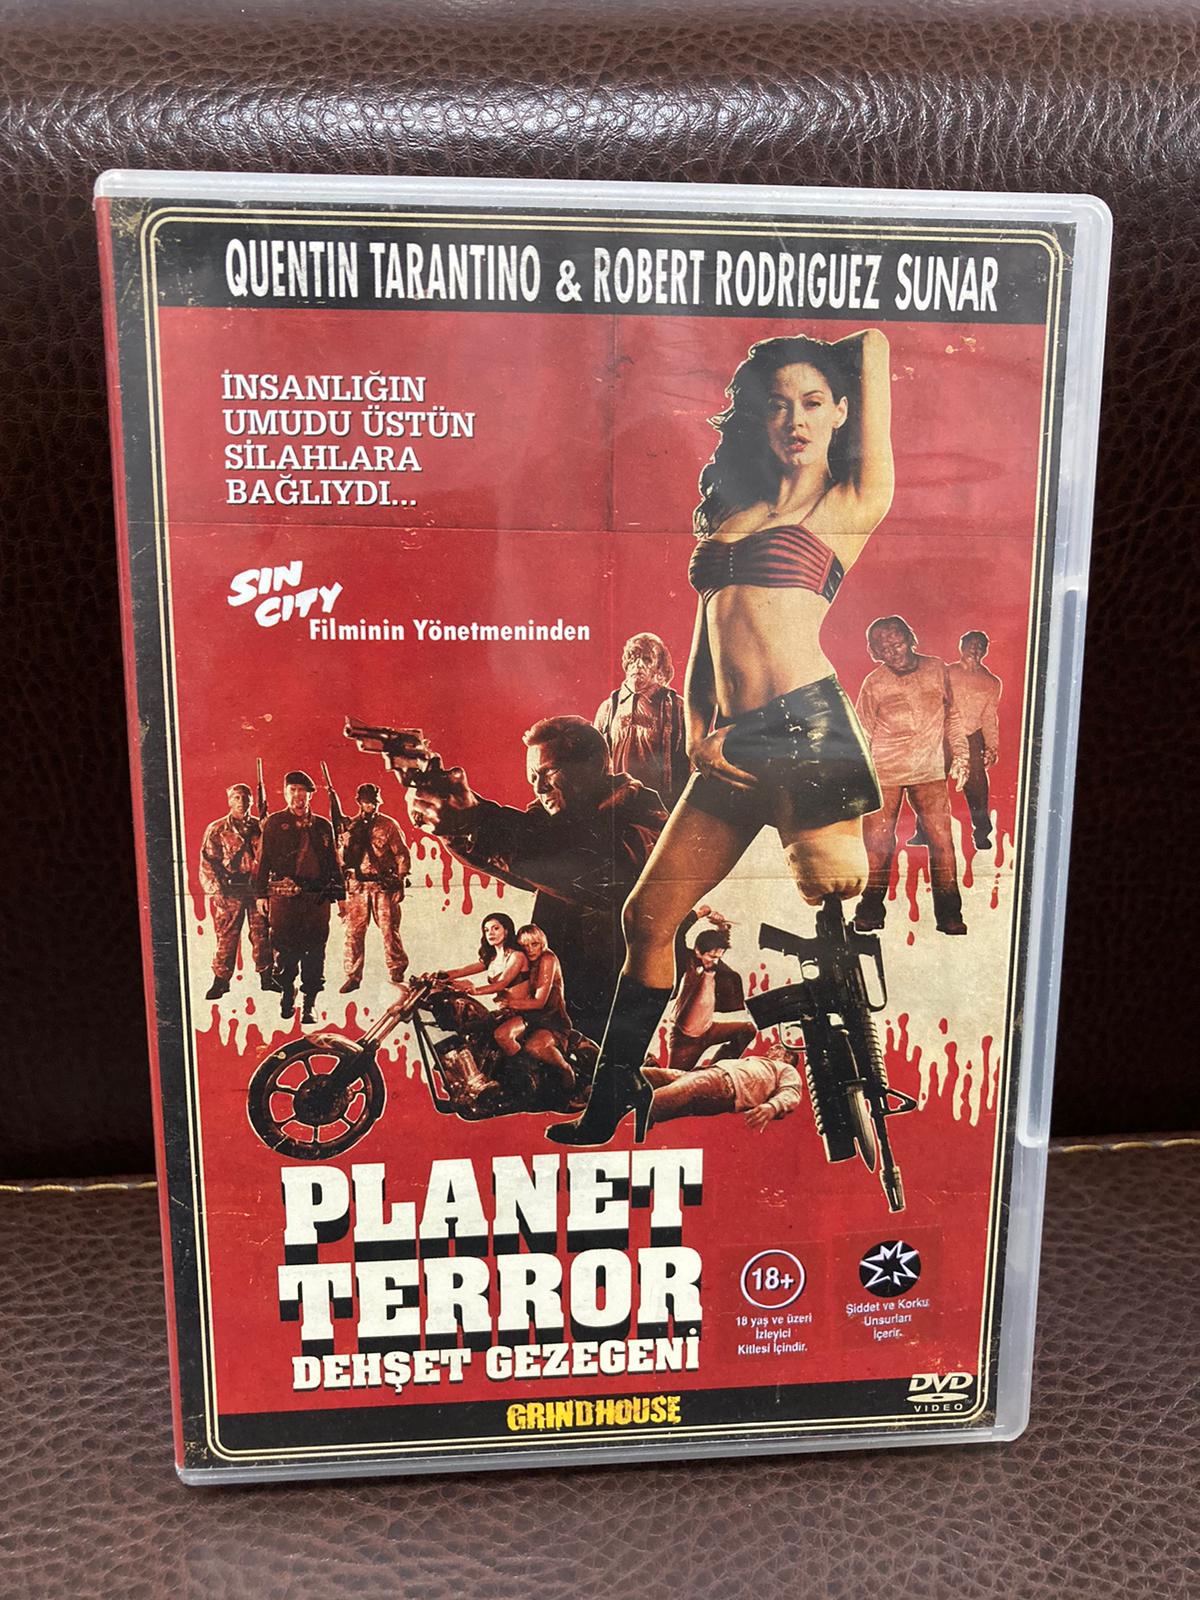 QUENTIN TARANTINO & ROBERT RODRIGUEZ SUNAR
İNSANLIĞIN
UMUDU ÜSTÜN
SİLAHLARA
BAĞLIYDI...
SIN
CITY
Filminin Yönetmeninden
PLANET
TERROR
DEHŞET GEZEGENİ
18+
18 yaş ve üzeri
İzleyici
Kitlesi İçindir.
Şiddet ve Korku
Unsurları
İçerir.
GRINDHOUSE
DVD
VIDEO